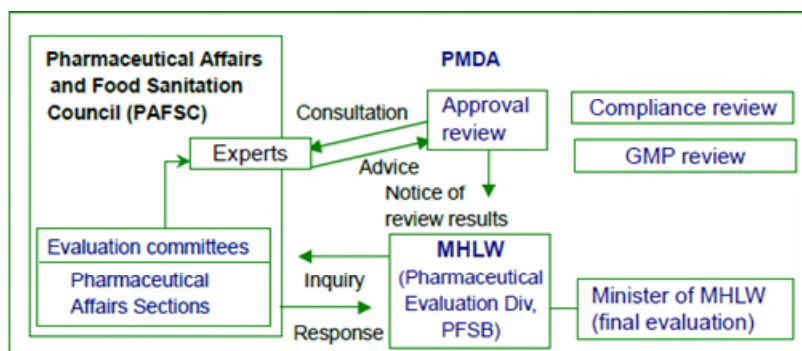 Pharmaceutical Affairs
and Food Sanitation
Council (PAFSC)
PMDA
Consultation
Approval
review
Compliance review
Experts
Advice
GMP review
Notice of
review results
Evaluation committees
Pharmaceutical
Affairs Sections
Inquiry
Response
MHLW
(Pharmaceutical
Evaluation Div,
PFSB)
Minister of MHLW
(final evaluation)